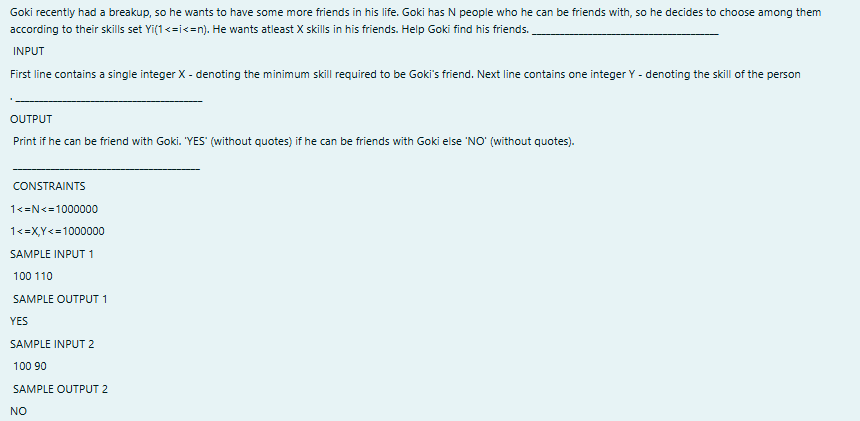 Goki recently had a breakup, so he wants to have some more friends in his life. Goki has N people who he can be friends with, so he decides to choose among them
according to their skills set Yi(1<=i<=n). He wants atleast X skills in his friends. Help Goki find his friends. ________________________________________
INPUT
First line contains a single integer X - denoting the minimum skill required to be Goki's friend. Next line contains one integer Y - denoting the skill of the person
. ________________________________________
OUTPUT
Print if he can be friend with Goki. 'YES' (without quotes) if he can be friends with Goki else 'NO' (without quotes).
________________________________________
CONSTRAINTS
1<=N<=1000000
1<=X,Y<=1000000
SAMPLE INPUT 1
100 110
SAMPLE OUTPUT 1
YES
SAMPLE INPUT 2
100 90
SAMPLE OUTPUT 2
NO